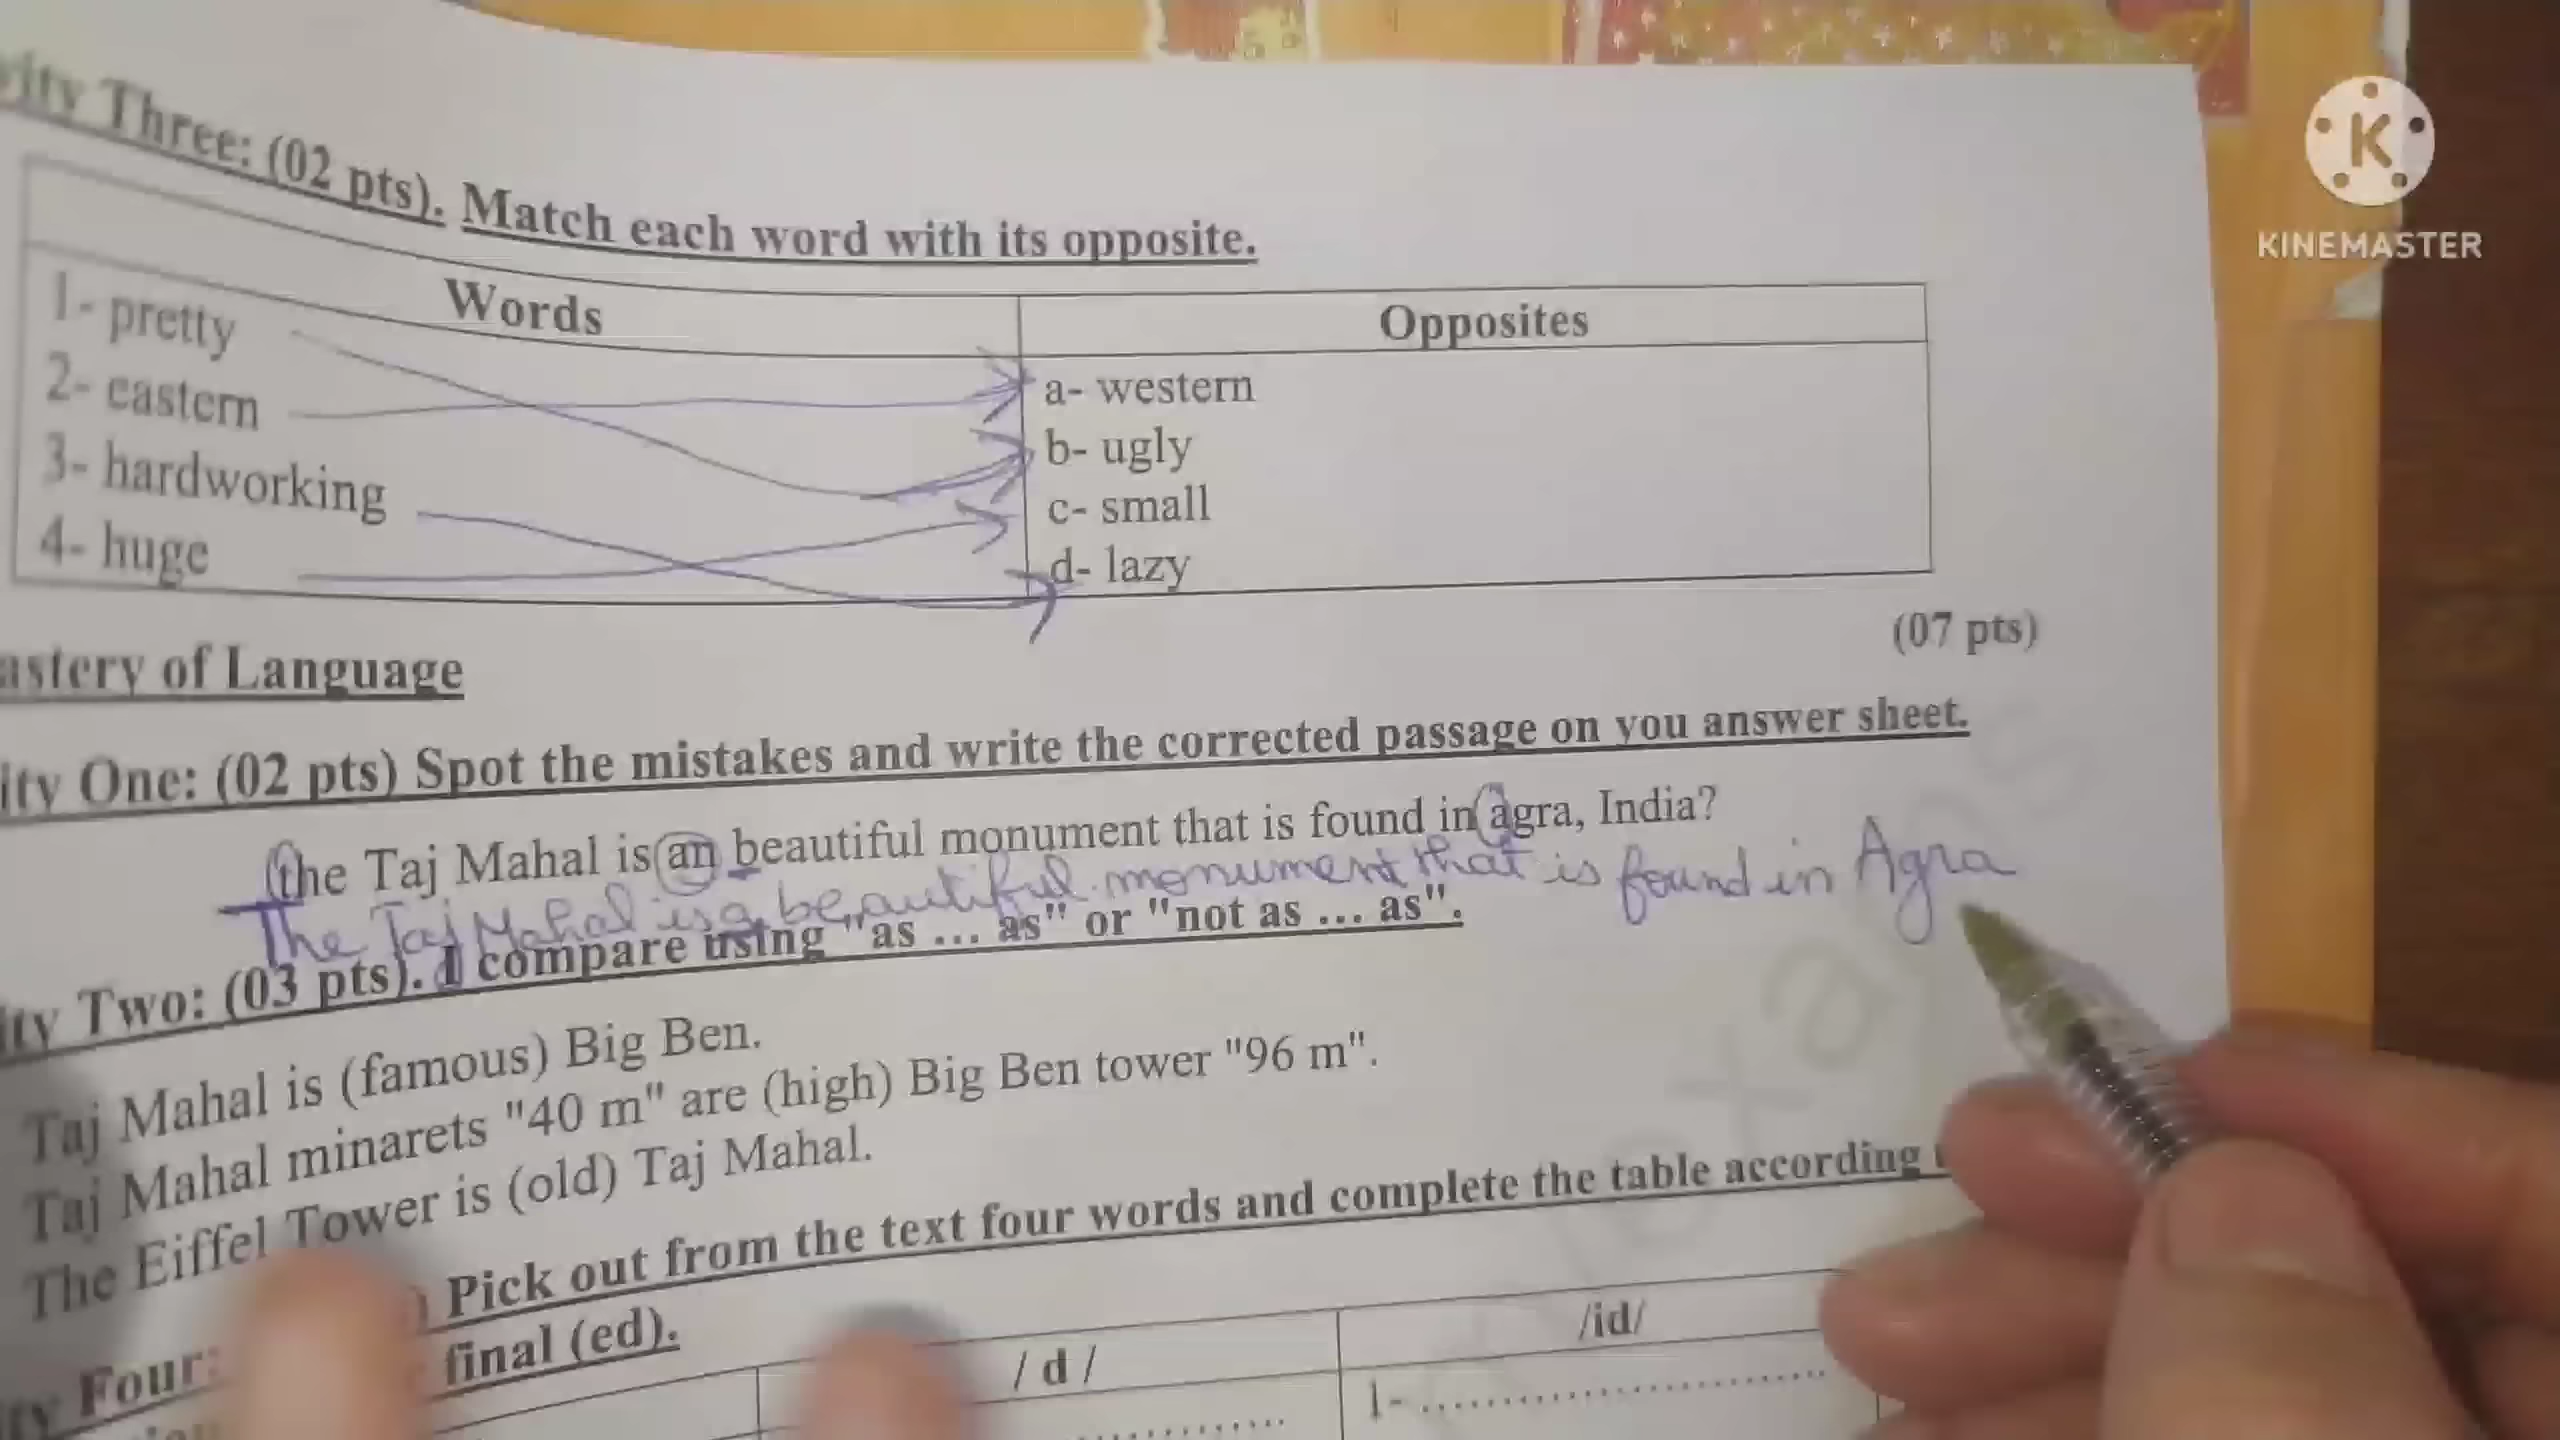 Three: (02 pts). Match each word with its opposite.
Words
Opposites
1- pretty
2- eastern
3- hardworking
4- huge
a- western
b- ugly
c- small
d- lazy
(07 pts)
of Language
One: (02 pts) Spot the mistakes and write the corrected passage on you answer sheet.
the Taj Mahal is an beautiful monument that is found in agra, India?
The Taj Mahal is a beautiful monument that is found in Agra
Two: (03 pts). I compare using "as ... as" or "not as ... as".
Taj Mahal is (famous) Big Ben.
Taj Mahal minarets "40 m" are (high) Big Ben tower "96 m".
The Eiffel Tower is (old) Taj Mahal.
Four: Pick out from the text four words and complete the table according
final (ed).
/ d /
/id/
1- ..............................
K
KINEMASTER